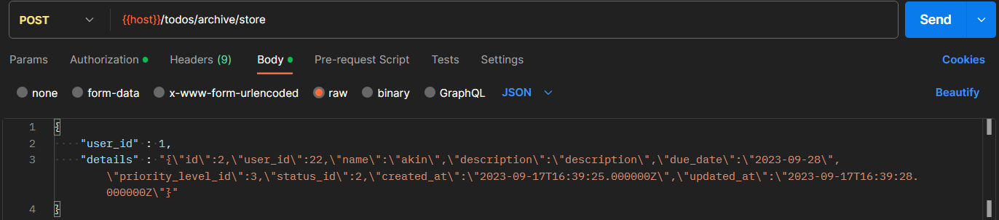 POST {{host}}/todos/archive/store Send
Params Authorization Headers (9) Body Pre-request Script Tests Settings Cookies
none form-data x-www-form-urlencoded raw binary GraphQL JSON Beautify
1 {
2 "user_id" : 1,
3 "details" : "{\"id\":2,\"user_id\":22,\"name\":\"akin\",\"description\":\"description\",\"due_date\":\"2023-09-28\",
\"priority_level_id\":3,\"status_id\":2,\"created_at\":\"2023-09-17T16:39:25.000000Z\",\"updated_at\":\"2023-09-17T16:39:28.
000000Z\"}"
4 }